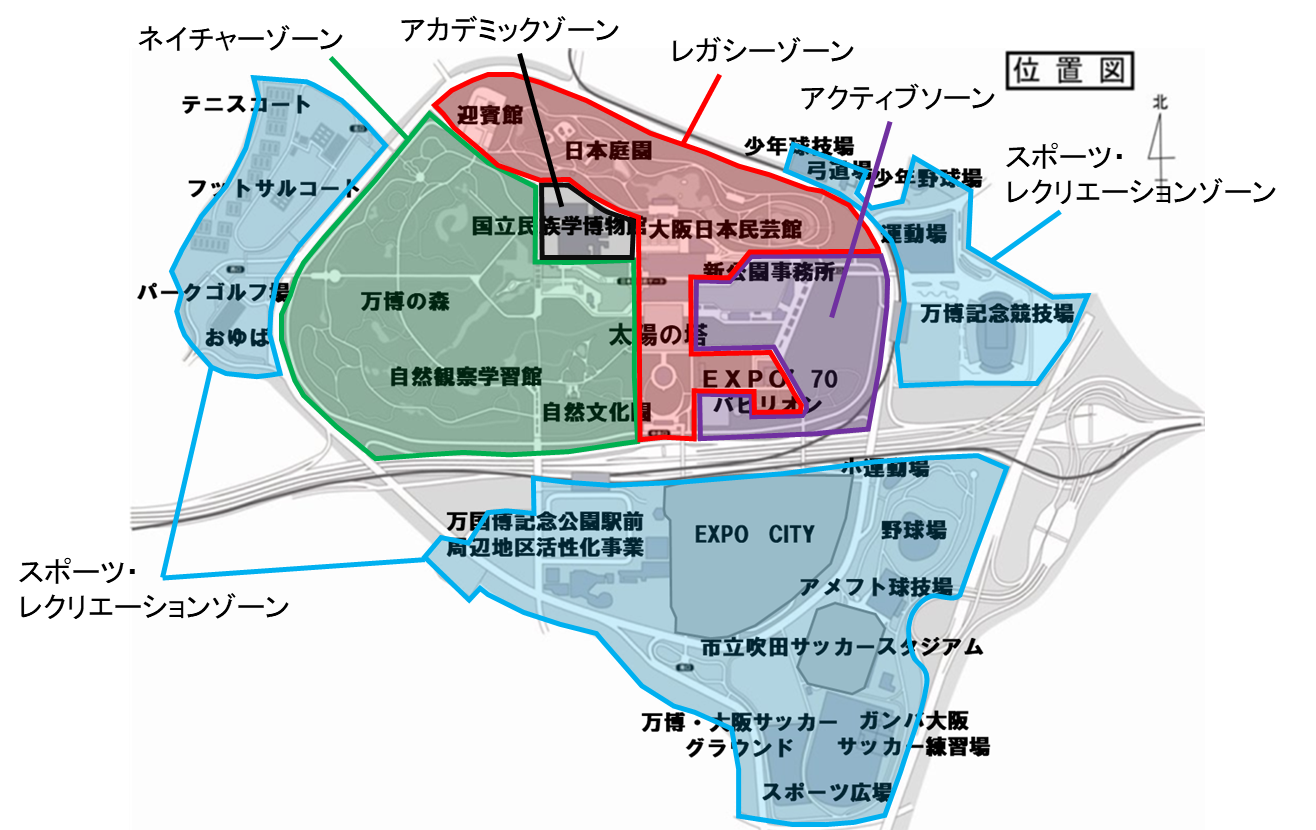 ネイチャーゾーン
アカデミックゾーン
レガシーゾーン
アクティブソーン
位置図
北
スポーツ・
レクリエーションゾーン
テニスコート
フットサルコート
パークゴルフ場
おゆば
迎賓館
日本庭園
少年球技場
弓道場
少年野球場
運動場
万博記念競技場
国立民族学博物館
大阪日本民芸館
新公園事務所
万博の森
太陽の塔
自然観察学習館
EXPO'70
パビリオン
自然文化園
小運動場
万国博記念公園駅前
周辺地区活性化事業
EXPO CITY
野球場
アメフト球技場
スポーツ・
レクリエーションゾーン
市立吹田サッカースタジアム
万博・大阪サッカー
グラウンド
ガンバ大阪
サッカー練習場
スポーツ広場